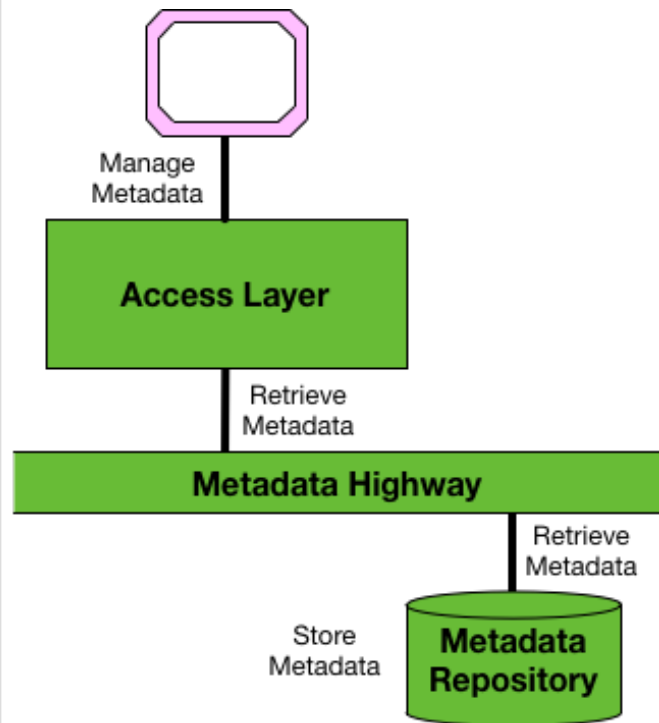 Manage
Metadata
Access Layer
Retrieve
Metadata
Metadata Highway
Retrieve
Metadata
Store
Metadata
Metadata
Repository